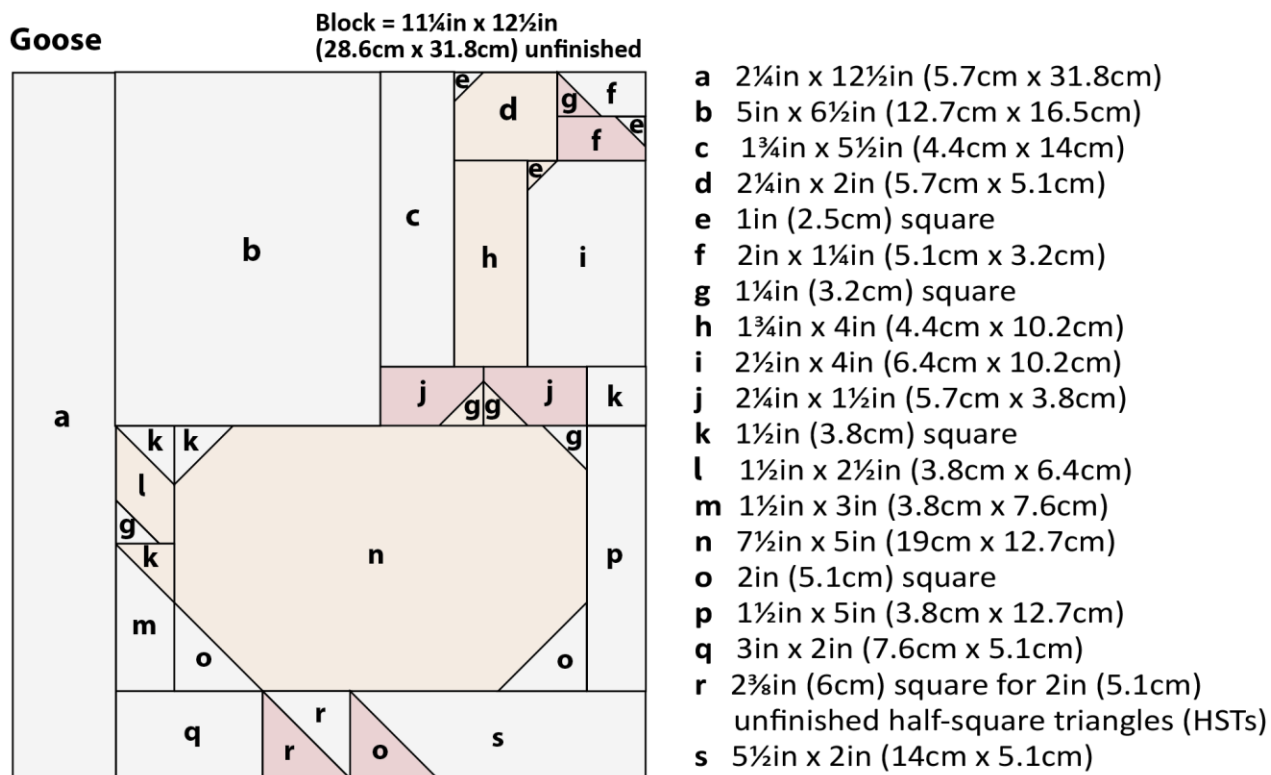 Goose
Block = 11¼in x 12½in
(28.6cm x 31.8cm) unfinished
a 2¼in x 12½in (5.7cm x 31.8cm)
b 5in x 6½in (12.7cm x 16.5cm)
c 1¾in x 5½in (4.4cm x 14cm)
d 2¼in x 2in (5.7cm x 5.1cm)
e 1in (2.5cm) square
f 2in x 1¼in (5.1cm x 3.2cm)
g 1¼in (3.2cm) square
h 1¾in x 4in (4.4cm x 10.2cm)
i 2½in x 4in (6.4cm x 10.2cm)
j 2¼in x 1½in (5.7cm x 3.8cm)
k 1½in (3.8cm) square
l 1½in x 2½in (3.8cm x 6.4cm)
m 1½in x 3in (3.8cm x 7.6cm)
n 7½in x 5in (19cm x 12.7cm)
o 2in (5.1cm) square
p 1½in x 5in (3.8cm x 12.7cm)
q 3in x 2in (7.6cm x 5.1cm)
r 2⅜in (6cm) square for 2in (5.1cm)
unfinished half-square triangles (HSTs)
s 5½in x 2in (14cm x 5.1cm)
e
d
g
f
e
f
e
c
b
h
i
j
g
g
j
k
a
k
k
g
l
g
k
n
p
m
o
o
q
r
r
o
s